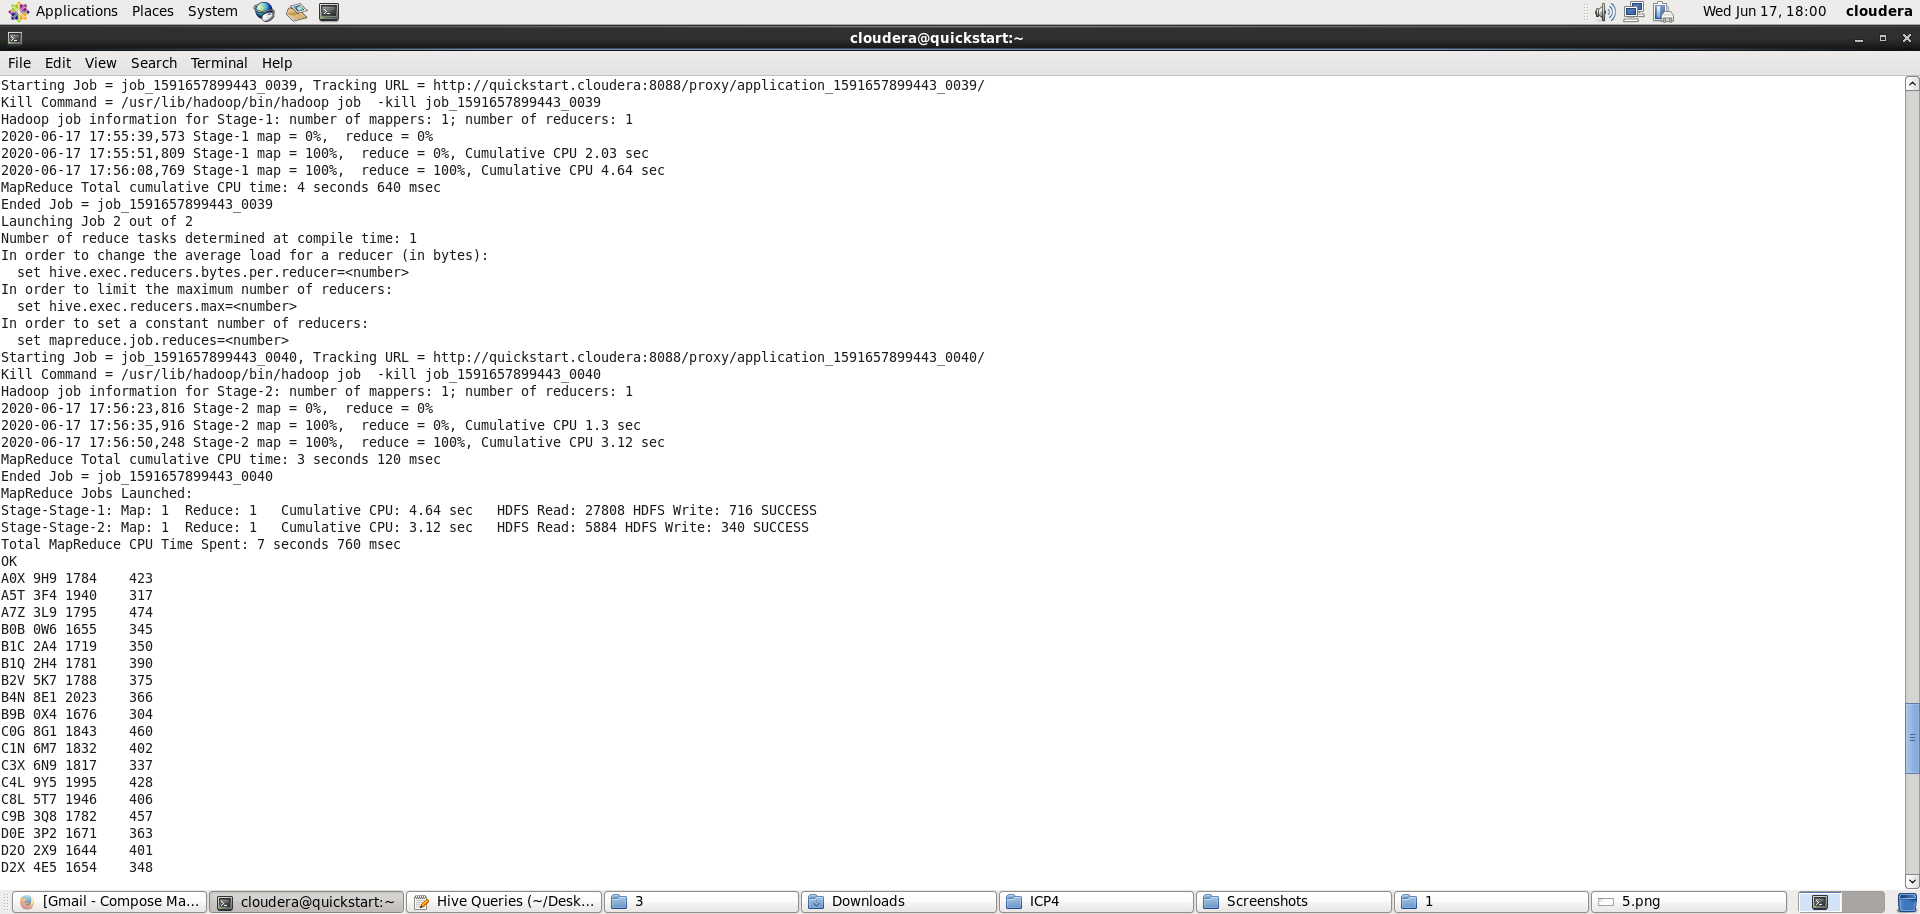 Applications Places System Wed Jun 17, 18:00 cloudera
cloudera@quickstart:~
File Edit View Search Terminal Help
Starting Job = job_1591657899443_0039, Tracking URL = http://quickstart.cloudera:8088/proxy/application_1591657899443_0039/
Kill Command = /usr/lib/hadoop/bin/hadoop job  -kill job_1591657899443_0039
Hadoop job information for Stage-1: number of mappers: 1; number of reducers: 1
2020-06-17 17:55:39,573 Stage-1 map = 0%,  reduce = 0%
2020-06-17 17:55:51,809 Stage-1 map = 100%,  reduce = 0%, Cumulative CPU 2.03 sec
2020-06-17 17:56:08,769 Stage-1 map = 100%,  reduce = 100%, Cumulative CPU 4.64 sec
MapReduce Total cumulative CPU time: 4 seconds 640 msec
Ended Job = job_1591657899443_0039
Launching Job 2 out of 2
Number of reduce tasks determined at compile time: 1
In order to change the average load for a reducer (in bytes):
  set hive.exec.reducers.bytes.per.reducer=<number>
In order to limit the maximum number of reducers:
  set hive.exec.reducers.max=<number>
In order to set a constant number of reducers:
  set mapreduce.job.reduces=<number>
Starting Job = job_1591657899443_0040, Tracking URL = http://quickstart.cloudera:8088/proxy/application_1591657899443_0040/
Kill Command = /usr/lib/hadoop/bin/hadoop job  -kill job_1591657899443_0040
Hadoop job information for Stage-2: number of mappers: 1; number of reducers: 1
2020-06-17 17:56:23,816 Stage-2 map = 0%,  reduce = 0%
2020-06-17 17:56:35,916 Stage-2 map = 100%,  reduce = 0%, Cumulative CPU 1.3 sec
2020-06-17 17:56:50,248 Stage-2 map = 100%,  reduce = 100%, Cumulative CPU 3.12 sec
MapReduce Total cumulative CPU time: 3 seconds 120 msec
Ended Job = job_1591657899443_0040
MapReduce Jobs Launched:
Stage-Stage-1: Map: 1  Reduce: 1   Cumulative CPU: 4.64 sec   HDFS Read: 27808 HDFS Write: 716 SUCCESS
Stage-Stage-2: Map: 1  Reduce: 1   Cumulative CPU: 3.12 sec   HDFS Read: 5884 HDFS Write: 340 SUCCESS
Total MapReduce CPU Time Spent: 7 seconds 760 msec
OK
A0X 9H9 1784    423
A5T 3F4 1940    317
A7Z 3L9 1795    474
B0B 0W6 1655    345
B1C 2A4 1719    350
B1Q 2H4 1781    390
B2V 5K7 1788    375
B4N 8E1 2023    366
B9B 0X4 1676    304
C0G 8G1 1843    460
C1N 6M7 1832    402
C3X 6N9 1817    337
C4L 9Y5 1995    428
C8L 5T7 1946    406
C9B 3Q8 1782    457
D0E 3P2 1671    363
D2O 2X9 1644    401
D2X 4E5 1654    348
[Gmail - Compose Ma... cloudera@quickstart:~ Hive Queries (~/Desk... 3 Downloads ICP4 Screenshots 1 5.png